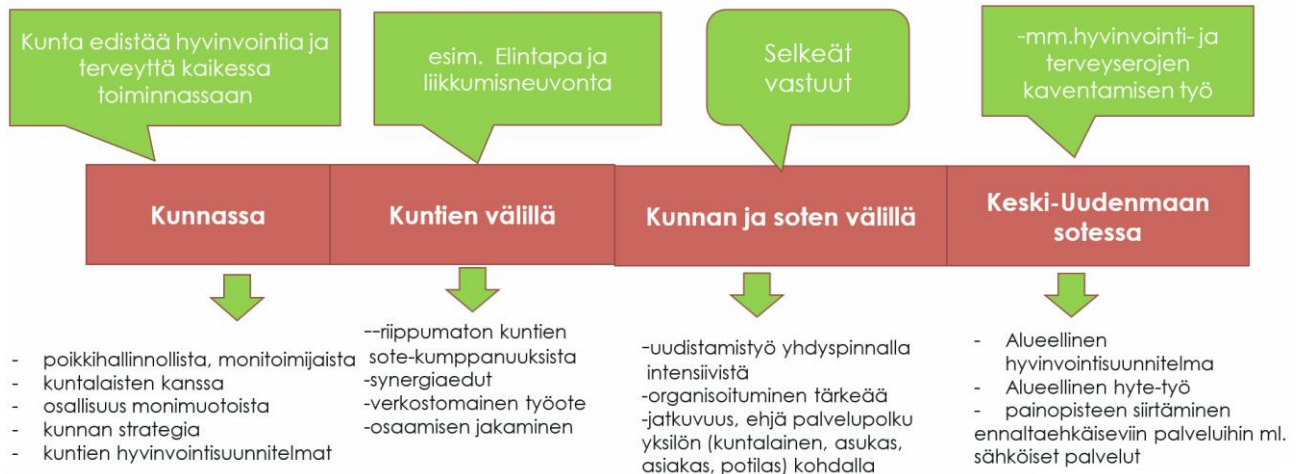 Kunta edistää hyvinvointia ja
terveyttä kaikessa
toiminnassaan
esim. Elintapa ja
liikkumisneuvonta
Selkeät
vastuut
-mm.hyvinvointi- ja
terveyserojen
kaventamisen työ
Kunnassa
Kuntien välillä
Kunnan ja soten välillä
Keski-Uudenmaan
sotessa
- poikkihallinnollista, monitoimijaista
- kuntalaisten kanssa
- osallisuus monimuotoista
- kunnan strategia
- kuntien hyvinvointisuunnitelmat
--riippumaton kuntien
sote-kumppanuuksista
-synergiaedut
-verkostomainen työote
-osaamisen jakaminen
-uudistamistyö yhdyspinnalla
intensiivistä
-organisoituminen tärkeää
-jatkuvuus, ehjä palvelupolku
yksilön (kuntalainen, asukas,
asiakas, potilas) kohdalla
- Alueellinen
hyvinvointisuunnitelma
- Alueellinen hyte-työ
- painopisteen siirtäminen
ennaltaehkäiseviin palveluihin ml.
sähköiset palvelut